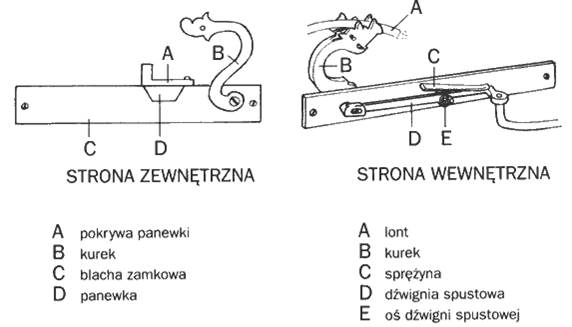 A
B
C
D
STRONA ZEWNĘTRZNA
A pokrywa panewki
B kurek
C blacha zamkowa
D panewka
A
B
C
D
E
STRONA WEWNĘTRZNA
A lont
B kurek
C sprężyna
D dźwignia spustowa
E oś dźwigni spustowej